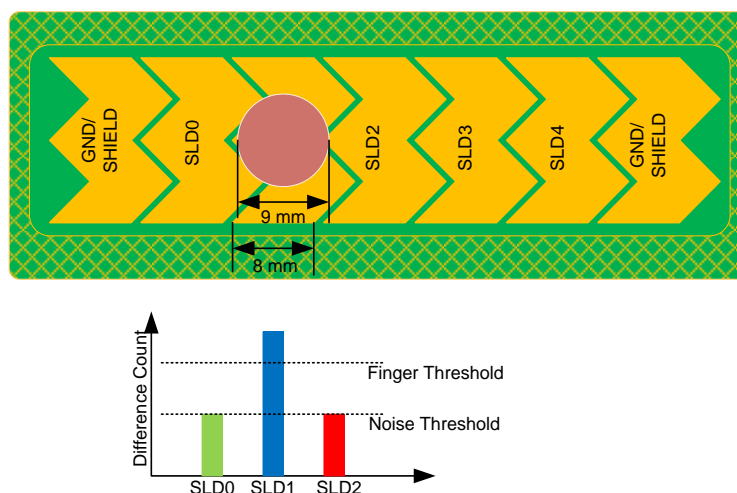 GND/
SHIELD
SLD0
SLD2
SLD3
SLD4
GND/
SHIELD
9 mm
8 mm
Difference Count
Finger Threshold
Noise Threshold
SLD0 SLD1 SLD2